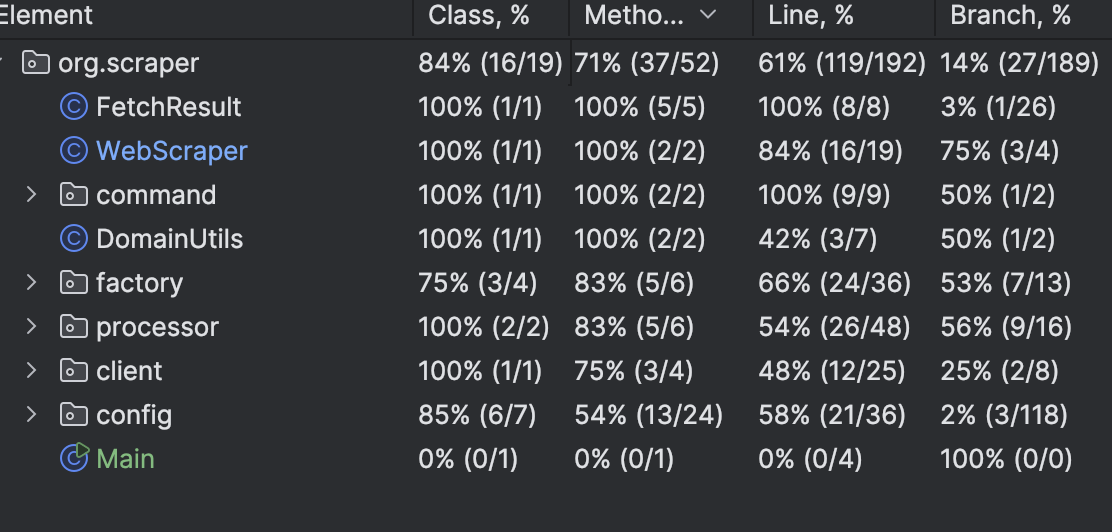 Element Class, % Metho... Line, % Branch, %
org.scraper 84% (16/19) 71% (37/52) 61% (119/192) 14% (27/189)
FetchResult 100% (1/1) 100% (5/5) 100% (8/8) 3% (1/26)
WebScraper 100% (1/1) 100% (2/2) 84% (16/19) 75% (3/4)
command 100% (1/1) 100% (2/2) 100% (9/9) 50% (1/2)
DomainUtils 100% (1/1) 100% (2/2) 42% (3/7) 50% (1/2)
factory 75% (3/4) 83% (5/6) 66% (24/36) 53% (7/13)
processor 100% (2/2) 83% (5/6) 54% (26/48) 56% (9/16)
client 100% (1/1) 75% (3/4) 48% (12/25) 25% (2/8)
config 85% (6/7) 54% (13/24) 58% (21/36) 2% (3/118)
Main 0% (0/1) 0% (0/1) 0% (0/4) 100% (0/0)